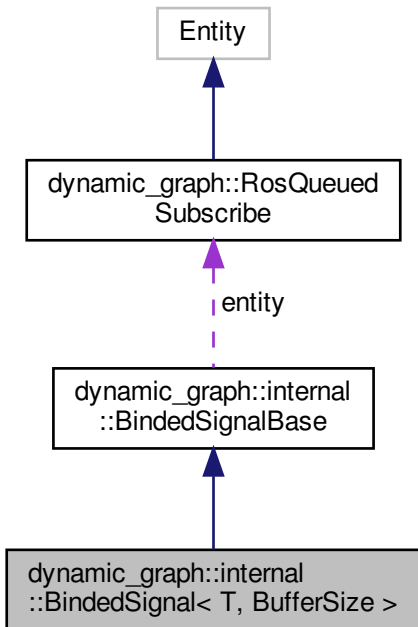 Entity
dynamic_graph::RosQueued
Subscribe
entity
dynamic_graph::internal
::BindedSignalBase
dynamic_graph::internal
::BindedSignal< T, BufferSize >